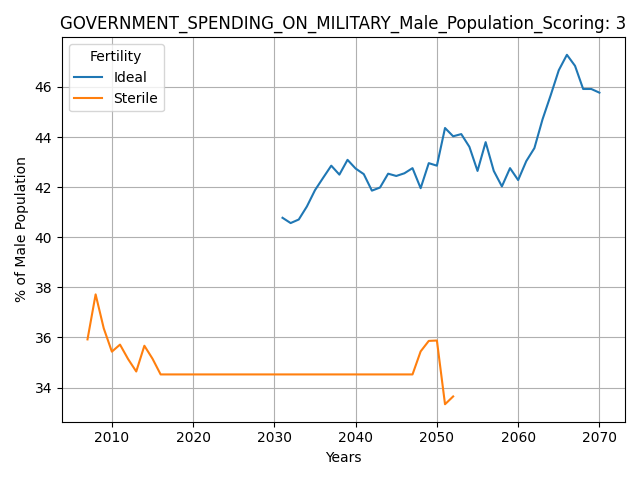 GOVERNMENT_SPENDING_ON_MILITARY_Male_Population_Scoring: 3
Fertility
Ideal
Sterile
% of Male Population
46
44
42
40
38
36
34
2010 2020 2030 2040 2050 2060 2070
Years